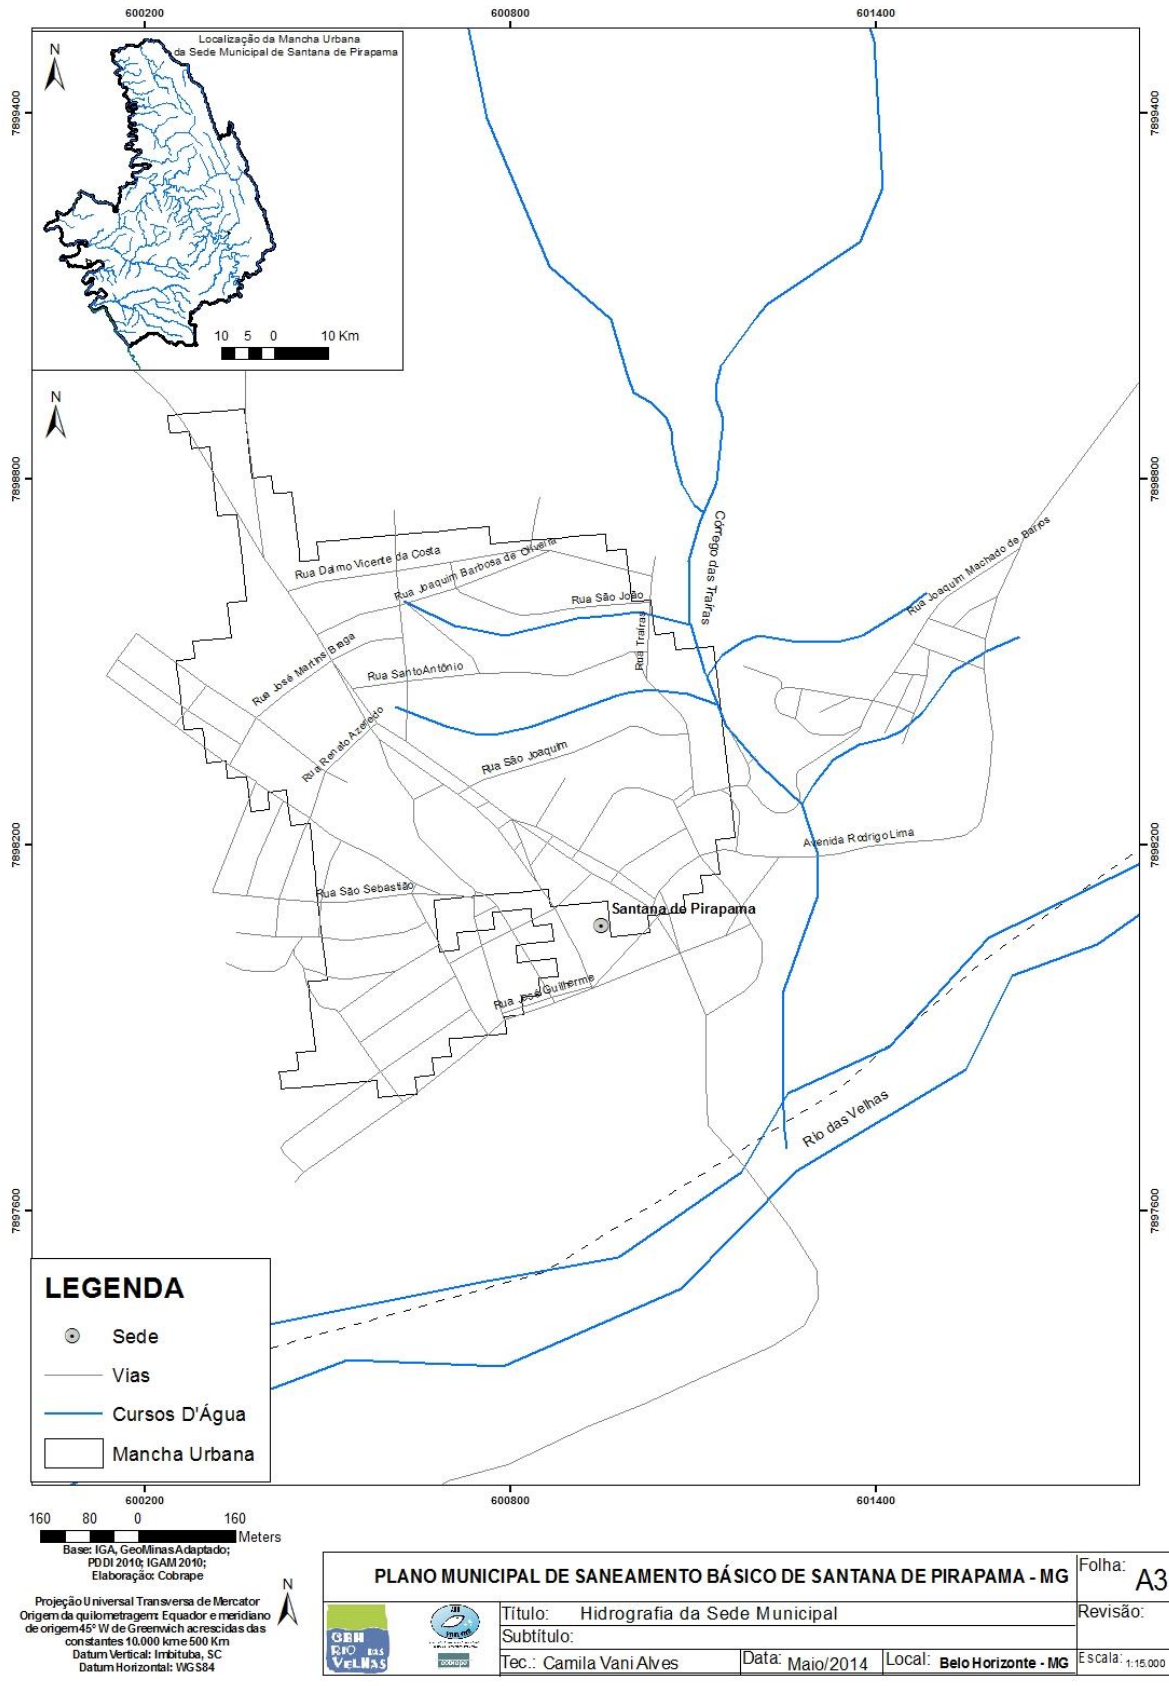 600200 600800 601400
Localização da Mancha Urbana
da Sede Municipal de Santana de Pirapama
N
7899400
7899400
10 5 0 10 Km
N
7898800
7898800
Córrego das Traíras
Rua Joaquim Machado de Barros
Rua Dalmo Vicente da Costa
Rua Joaquim Barbosa de Oliveira
Rua São João
Rua Traíras
Rua José Martins Braga
Rua Santo Antônio
Rua Renato Azeredo
Rua São Joaquim
7898200
7898200
Avenida Rodrigo Lima
Rua São Sebastião
Santana de Pirapama
Rua José Guilherme
Rio das Velhas
7897600
7897600
LEGENDA
Sede
Vias
Cursos D'Água
Mancha Urbana
600200 600800 601400
160 80 0 160
Meters
Base: IGA, GeoMinas Adaptado;
PDDI 2010; IGAM 2010;
Elaboração: Cobrape
N
Projeção Universal Transversa de Mercator
Origem da quilometragem: Equador e meridiano
de origem 45° W de Greenwich acrescidas das
constantes 10.000 km e 500 Km
Datum Vertical: Imbituba, SC
Datum Horizontal: WGS84
PLANO MUNICIPAL DE SANEAMENTO BÁSICO DE SANTANA DE PIRAPAMA - MG
Folha: A3
CBH
RIO DAS
VELHAS
COBRAPE
Título: Hidrografia da Sede Municipal
Revisão:
Subtítulo:
Tec.: Camila Vani Alves
Data: Maio/2014
Local: Belo Horizonte - MG
Escala: 1:15.000